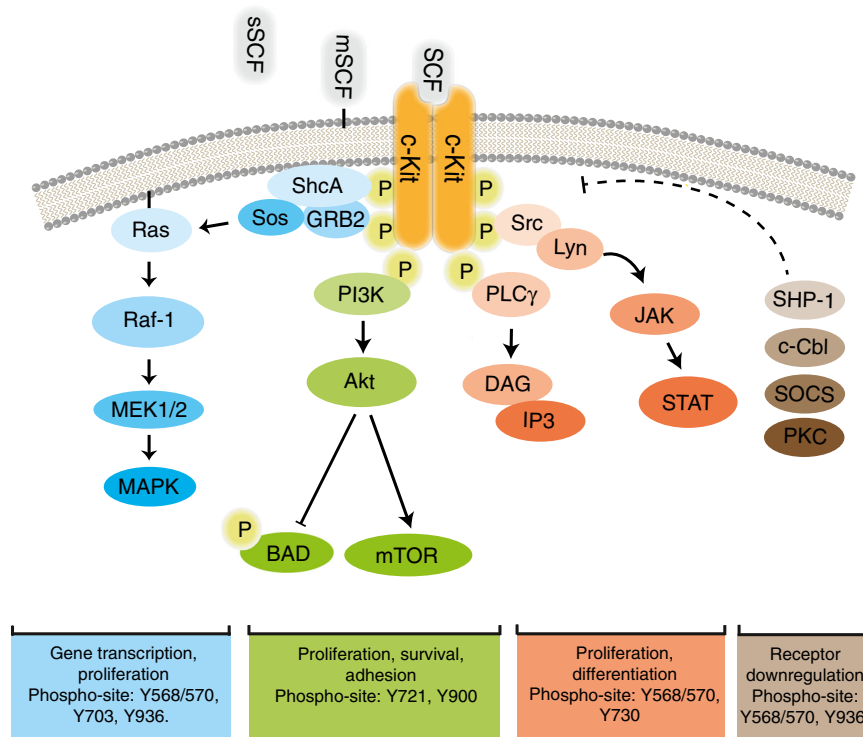 sSCF
mSCF
SCF
c-Kit
c-Kit
ShcA
P
P
Sos
GRB2
P
P
Src
Ras
Lyn
P
P
SHP-1
PI3K
PLCγ
Raf-1
JAK
c-Cbl
Akt
DAG
SOCS
MEK1/2
STAT
IP3
PKC
MAPK
P
BAD
mTOR
Gene transcription,
proliferation
Phospho-site: Y568/570,
Y703, Y936.
Proliferation, survival,
adhesion
Phospho-site: Y721, Y900
Proliferation,
differentiation
Phospho-site: Y568/570,
Y730
Receptor
downregulation
Phospho-site:
Y568/570, Y936